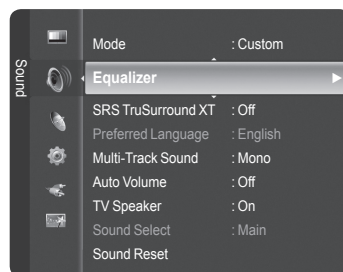 Sound
Mode : Custom
Equalizer
SRS TruSurround XT : Off
Preferred Language : English
Multi-Track Sound : Mono
Auto Volume : Off
TV Speaker : On
Sound Select : Main
Sound Reset